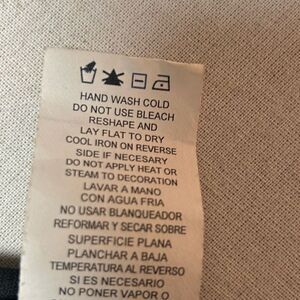 HAND WASH COLD
DO NOT USE BLEACH
RESHAPE AND
LAY FLAT TO DRY
COOL IRON ON REVERSE
SIDE IF NECESARY
DO NOT APPLY HEAT OR
STEAM TO DECORATION
LAVAR A MANO
CON AGUA FRIA
NO USAR BLANQUEADOR
REFORMAR Y SECAR SOBRE
SUPERFICIE PLANA
PLANCHAR A BAJA
TEMPERATURA AL REVERSO
SI ES NECESARIO
NO PONER VAPOR O